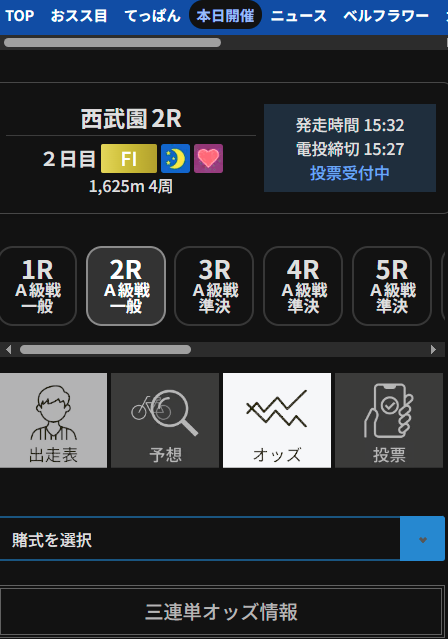 TOP おスス目 てっぱん 本日開催 ニュース ベルフラワー
西武園 2R
２日目 FI
1,625m 4周
発走時間 15:32
電投締切 15:27
投票受付中
1R 2R 3R 4R 5R
Ａ級戦 Ａ級戦 Ａ級戦 Ａ級戦 Ａ級戦
一般 一般 準決 準決 準決
出走表 予想 オッズ 投票
賭式を選択
三連単オッズ情報